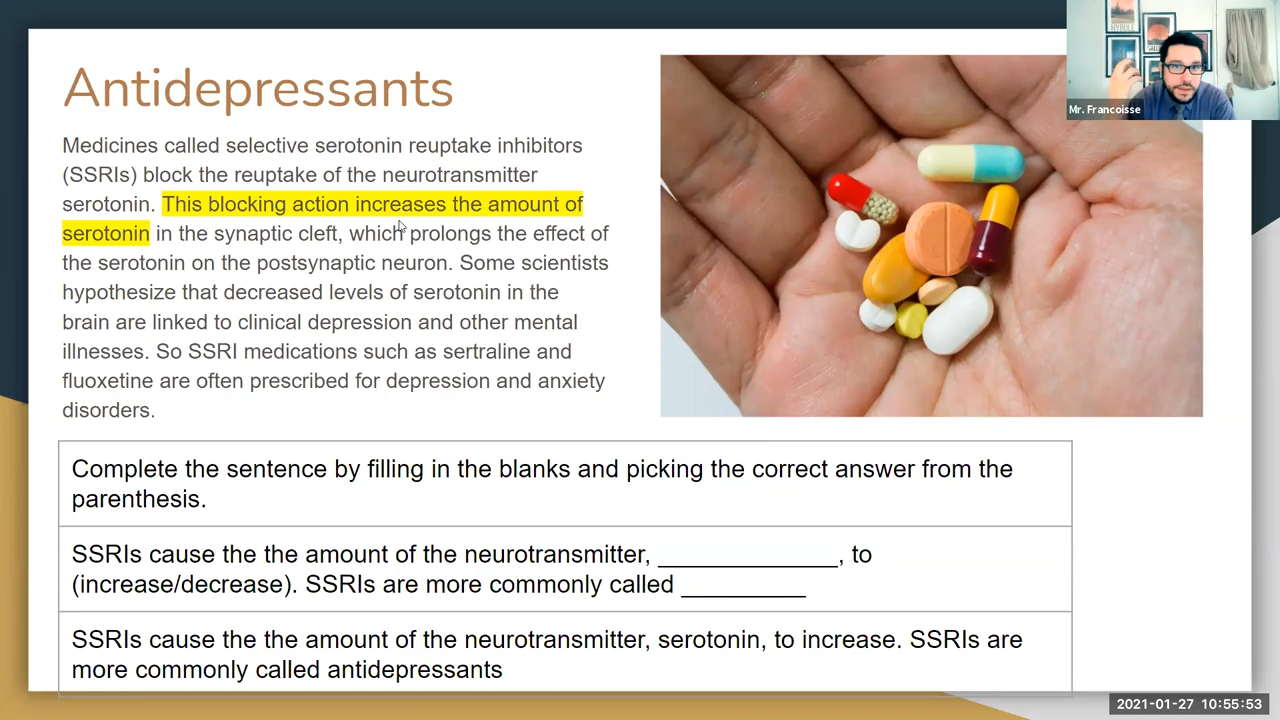 Antidepressants
Medicines called selective serotonin reuptake inhibitors
(SSRIs) block the reuptake of the neurotransmitter
serotonin. This blocking action increases the amount of
serotonin in the synaptic cleft, which prolongs the effect of
the serotonin on the postsynaptic neuron. Some scientists
hypothesize that decreased levels of serotonin in the
brain are linked to clinical depression and other mental
illnesses. So SSRI medications such as sertraline and
fluoxetine are often prescribed for depression and anxiety
disorders.
Mr. Francoisse
Complete the sentence by filling in the blanks and picking the correct answer from the
parenthesis.
SSRIs cause the the amount of the neurotransmitter, _____________, to
(increase/decrease). SSRIs are more commonly called _________
SSRIs cause the the amount of the neurotransmitter, serotonin, to increase. SSRIs are
more commonly called antidepressants
2021-01-27 10:55:53